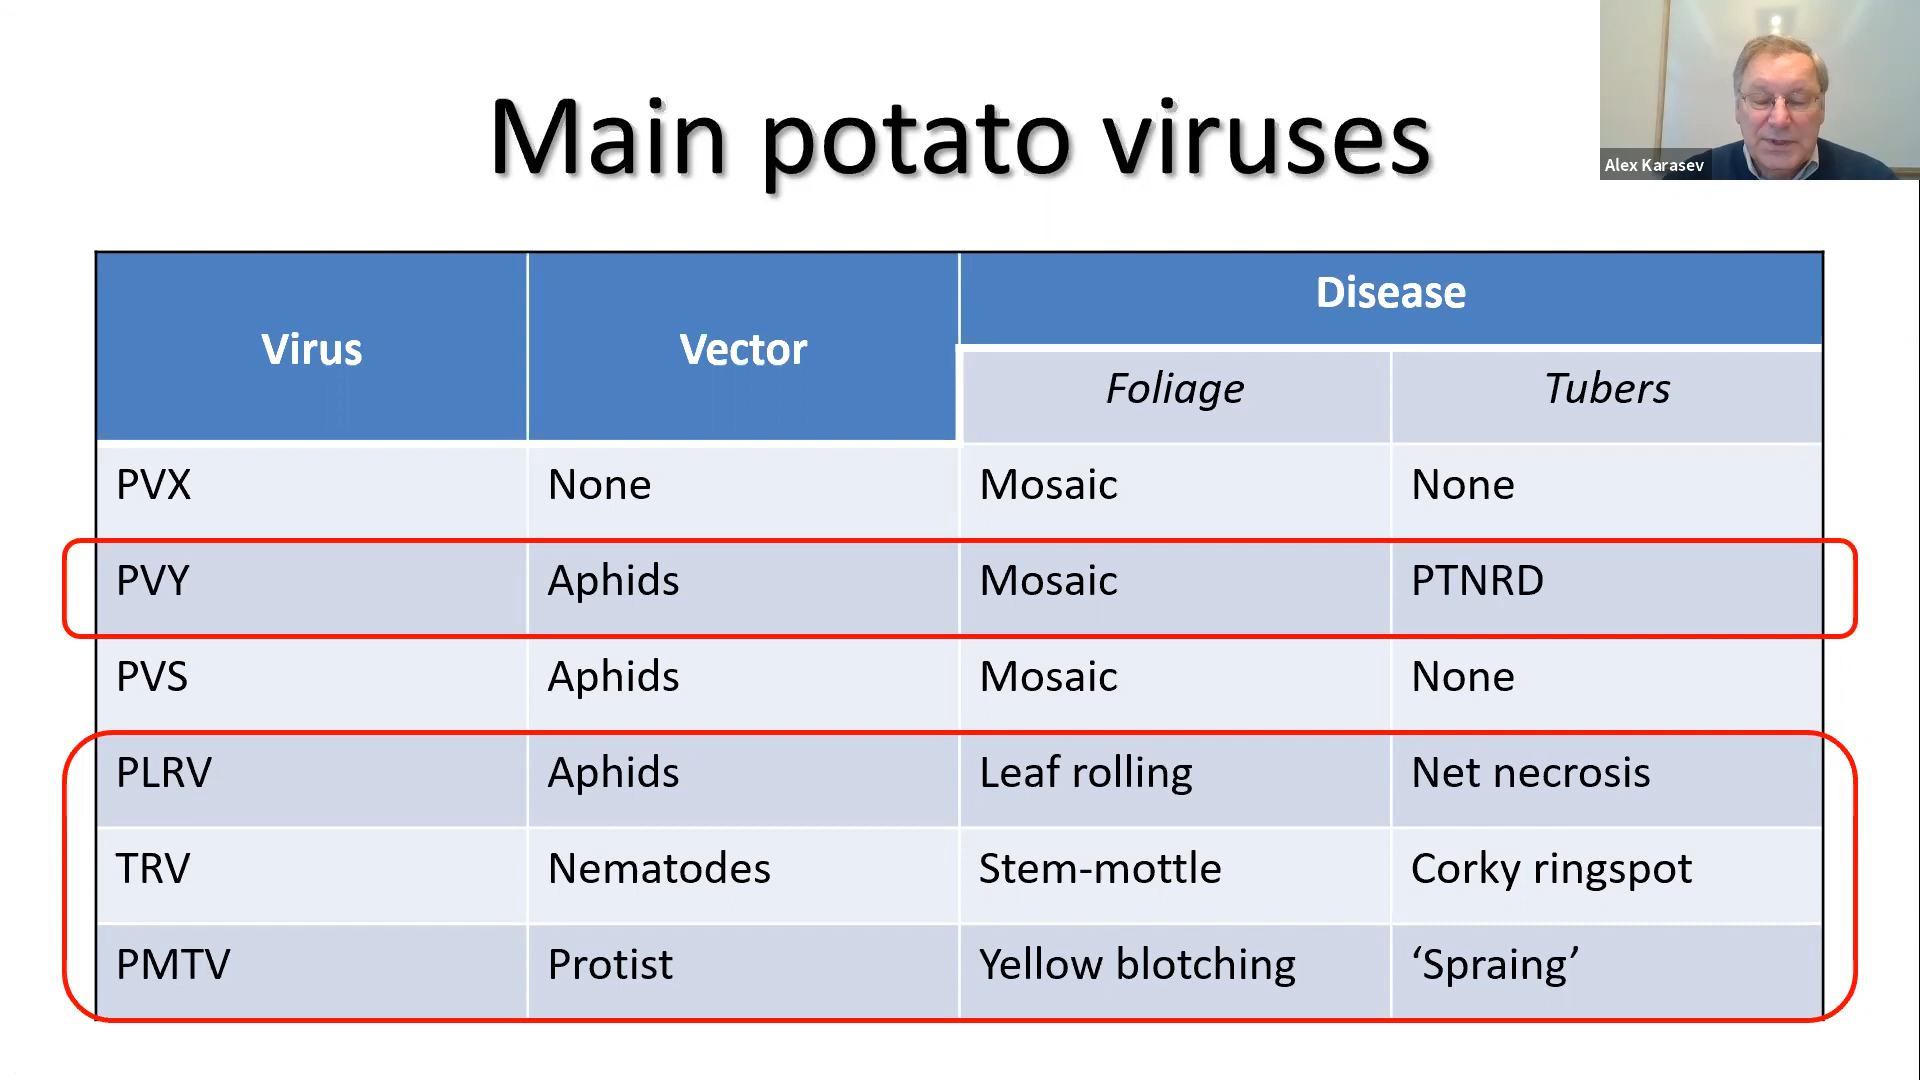 Main potato viruses
Alex Karasev
Virus Vector Disease
Foliage Tubers
PVX None Mosaic None
PVY Aphids Mosaic PTNRD
PVS Aphids Mosaic None
PLRV Aphids Leaf rolling Net necrosis
TRV Nematodes Stem-mottle Corky ringspot
PMTV Protist Yellow blotching ‘Spraing’